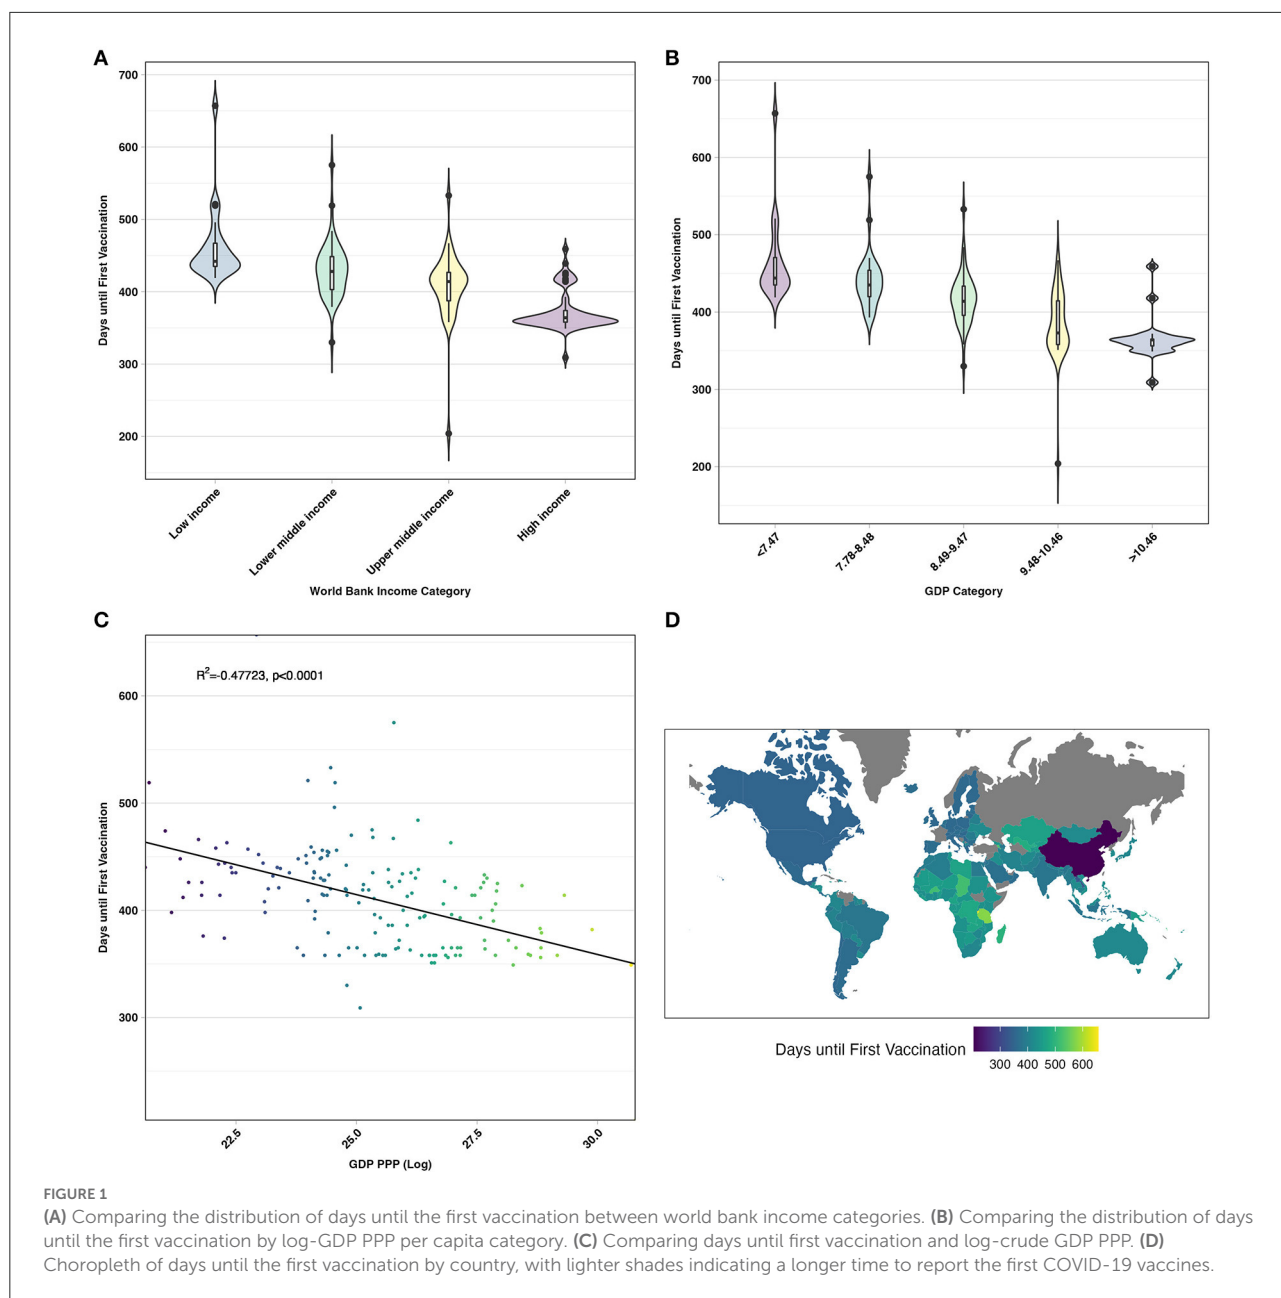 A
700
600
500
400
300
200
Days until First Vaccination
Low income
Lower middle income
Upper middle income
High income
World Bank Income Category
B
700
600
500
400
300
200
Days until First Vaccination
<7.47
7.78-8.48
8.49-9.47
9.48-10.46
>10.46
GDP Category
C
R²=-0.47723, p<0.0001
600
500
400
300
Days until First Vaccination
22.5
25.0
27.5
30.0
GDP PPP (Log)
D
Days until First Vaccination
300 400 500 600
FIGURE 1
(A) Comparing the distribution of days until the first vaccination between world bank income categories. (B) Comparing the distribution of days
until the first vaccination by log-GDP PPP per capita category. (C) Comparing days until first vaccination and log-crude GDP PPP. (D)
Choropleth of days until the first vaccination by country, with lighter shades indicating a longer time to report the first COVID-19 vaccines.